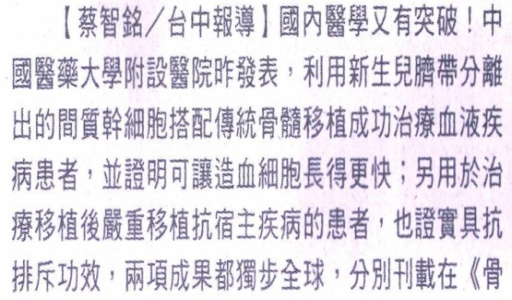 【蔡智銘／台中報導】國內醫學又有突破！中
國醫藥大學附設醫院昨發表，利用新生兒臍帶分離
出的間質幹細胞搭配傳統骨髓移植成功治療血液疾
病患者，並證明可讓造血細胞長得更快；另用於治
療移植後嚴重移植抗宿主疾病的患者，也證實具抗
排斥功效，兩項成果都獨步全球，分別刊載在《骨